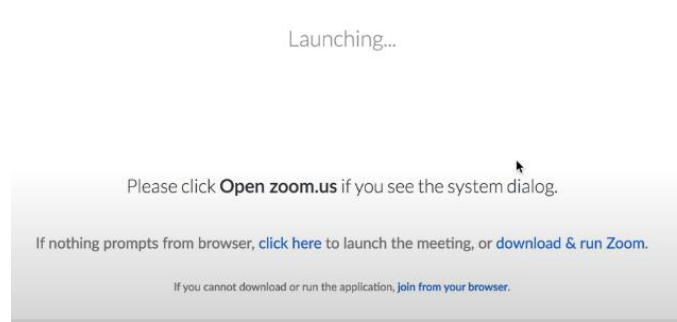 Launching...
Please click Open zoom.us if you see the system dialog.
If nothing prompts from browser, click here to launch the meeting, or download & run Zoom.
If you cannot download or run the application, join from your browser.